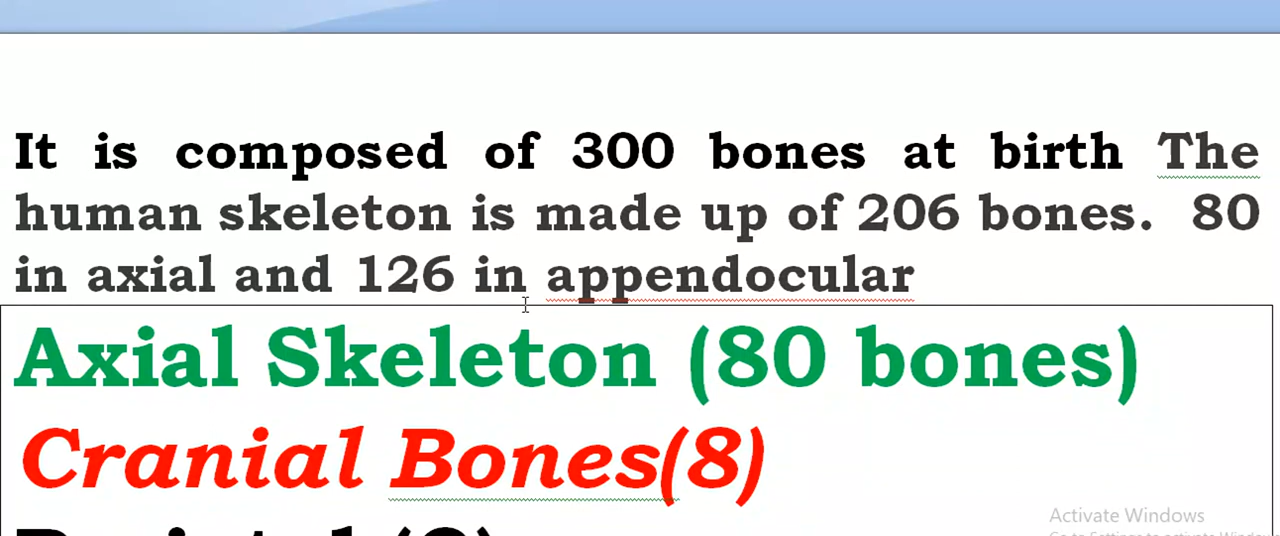 It is composed of 300 bones at birth The
human skeleton is made up of 206 bones. 80
in axial and 126 in appendocular
Axial Skeleton (80 bones)
Cranial Bones(8)
Activate Windows